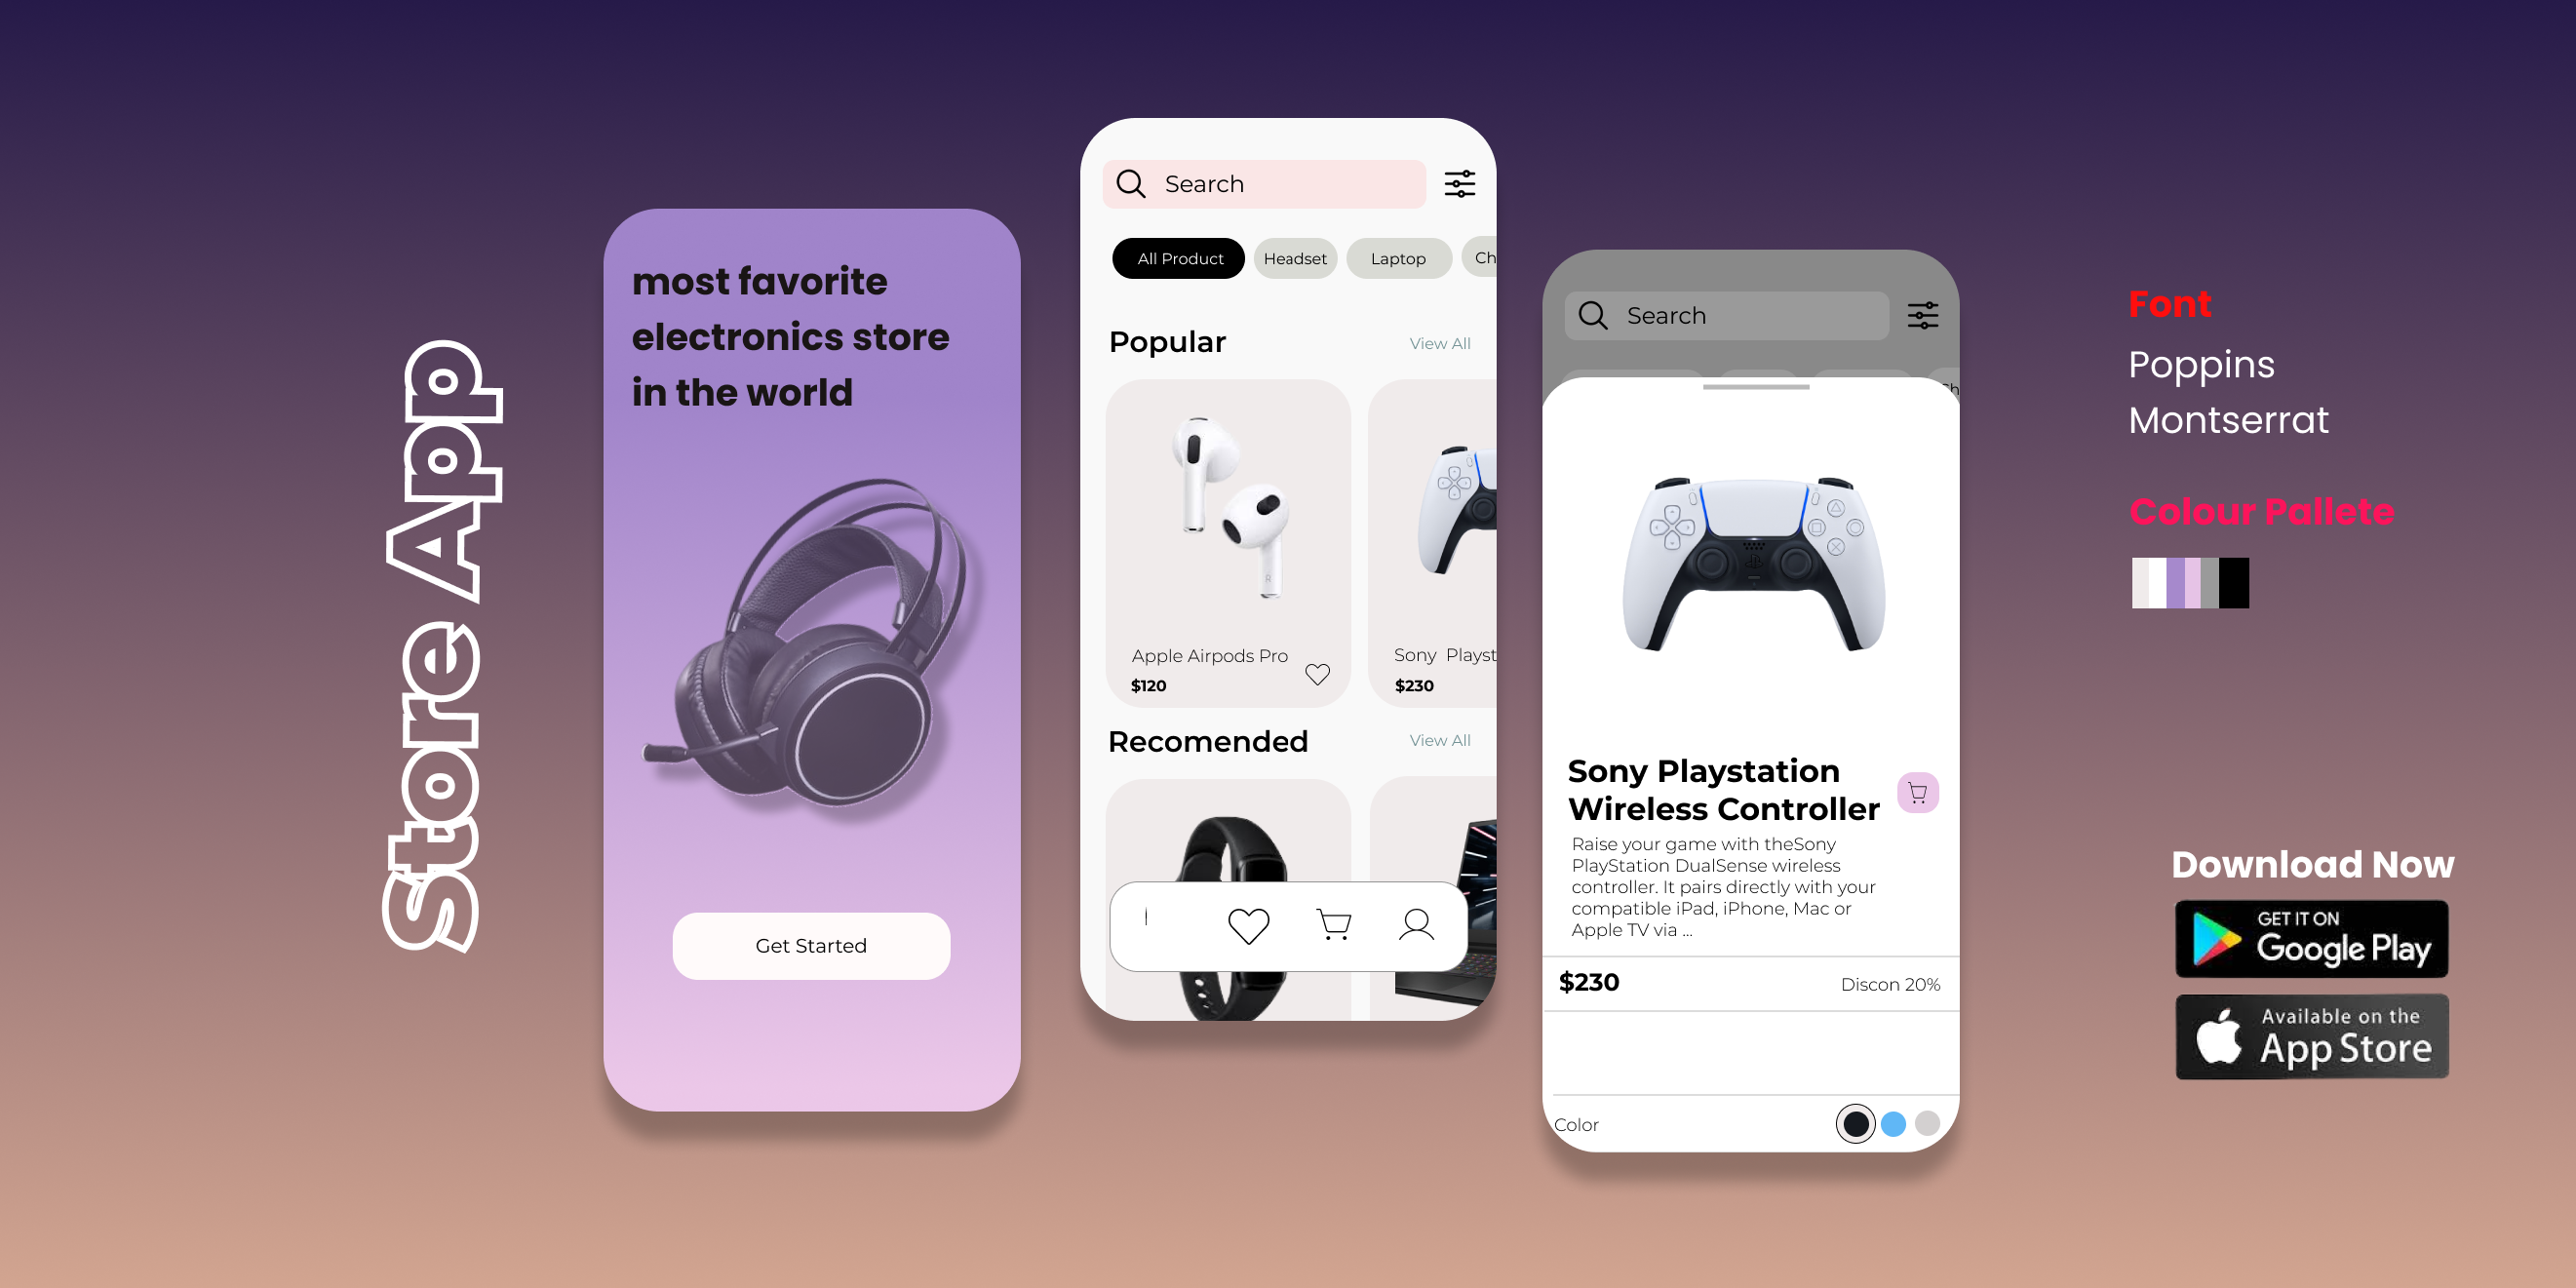 Store App
most favorite
electronics store
in the world
Get Started
Search
All Product
Headset
Laptop
Ch
Popular
View All
Apple Airpods Pro
$120
Sony Playst
$230
Recomended
View All
Search
Ch
Sony Playstation
Wireless Controller
Raise your game with theSony
PlayStation DualSense wireless
controller. It pairs directly with your
compatible iPad, iPhone, Mac or
Apple TV via ...
$230
Discon 20%
Color
Font
Poppins
Montserrat
Colour Pallete
Download Now
GET IT ON
Google Play
Available on the
App Store